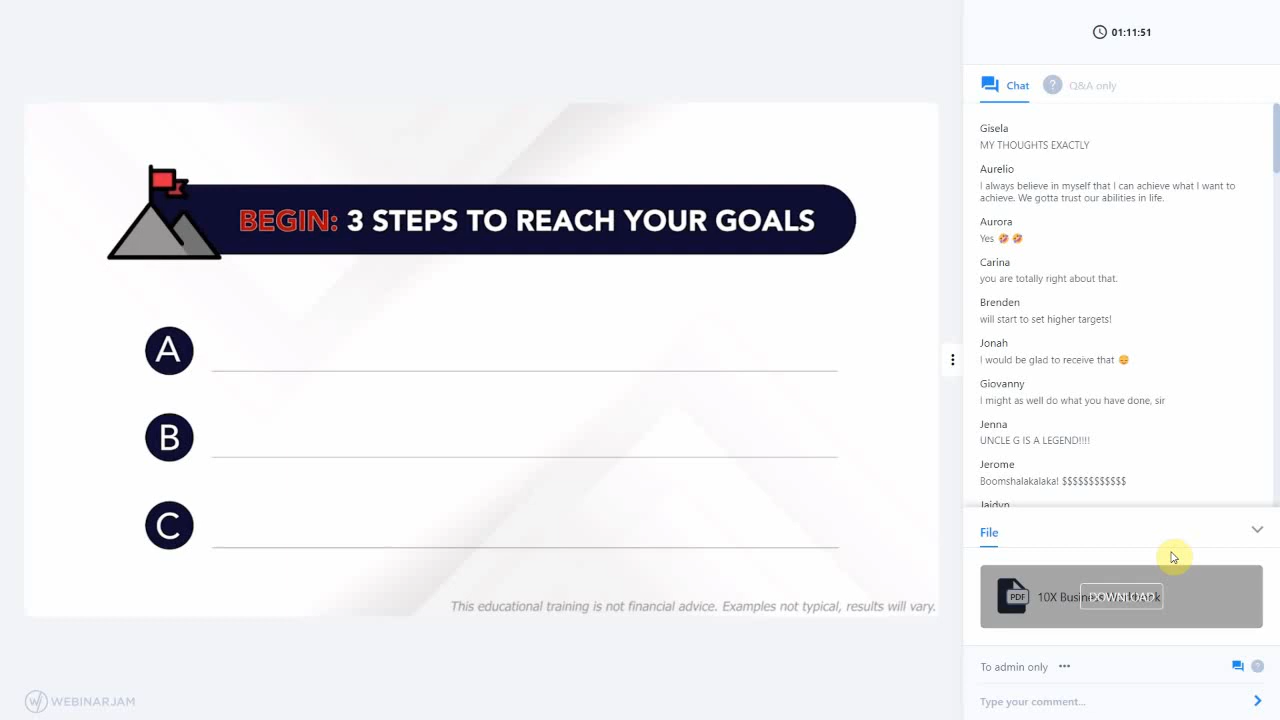 01:11:51
Chat
? Q&A only
BEGIN: 3 STEPS TO REACH YOUR GOALS
A
B
C
This educational training is not financial advice. Examples not typical, results will vary.
WEBINARJAM
Gisela
MY THOUGHTS EXACTLY
Aurelio
I always believe in myself that I can achieve what I want to
achieve. We gotta trust our abilities in life.
Aurora
Yes 🤣 🤣
Carina
you are totally right about that.
Brenden
will start to set higher targets!
Jonah
I would be glad to receive that 😊
Giovanny
I might as well do what you have done, sir
Jenna
UNCLE G IS A LEGEND!!!!
Jerome
Boomshalakalaka! $$$$$$$$$$$$
Jaidyn
File
PDF
10X
DOWNLOAD
To admin only •••
?
Type your comment...